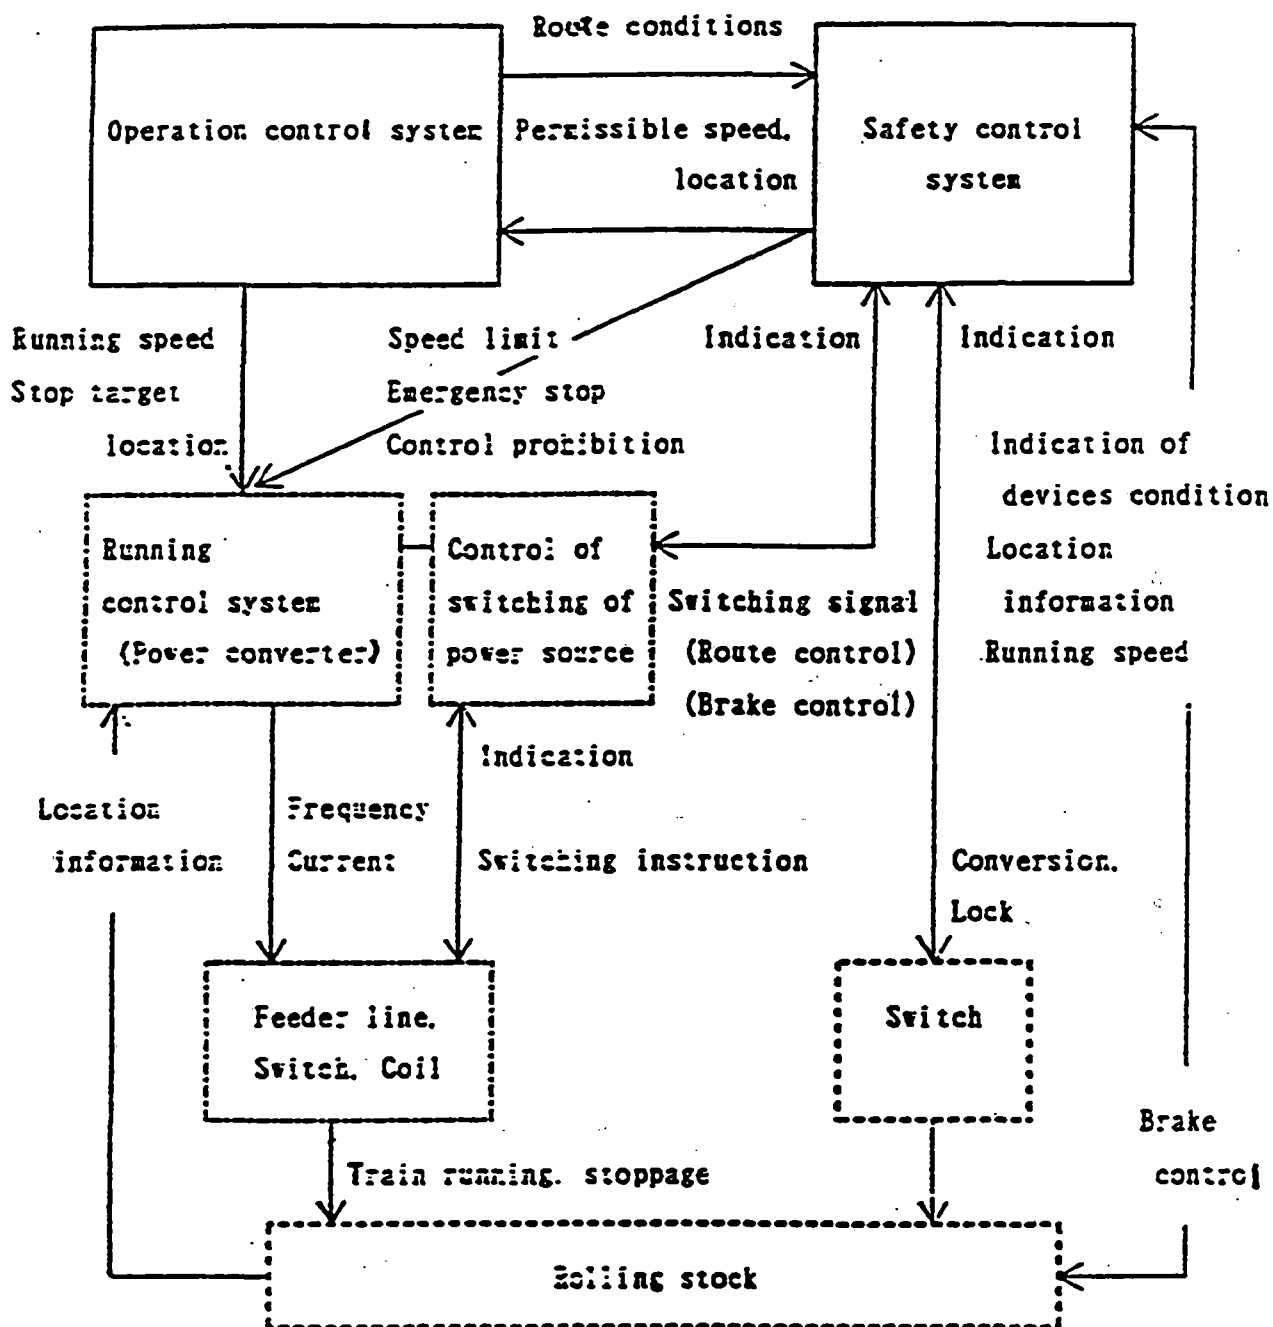 Route conditions
Operation control system
Permissible speed,
location
Safety control
system
Running speed
Stop target
location
Speed limit
Emergency stop
Control prohibition
Indication
Indication
Indication of
devices condition
Location
information
Running speed
Running
control system
(Power converter)
Control of
switching of
power source
Switching signal
(Route control)
(Brake control)
Indication
Location
information
Frequency
Current
Switching instruction
Conversion,
Lock
Feeder line,
Switch, Coil
Switch
Brake
control
Train running, stoppage
Rolling stock